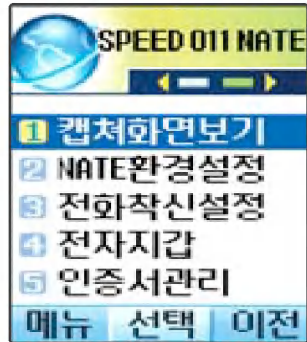 SPEED 011 NATE
1 캡쳐화면보기
2 NATE환경설정
3 전화착신설정
4 전자지갑
5 인증서관리
메뉴 선택 이전